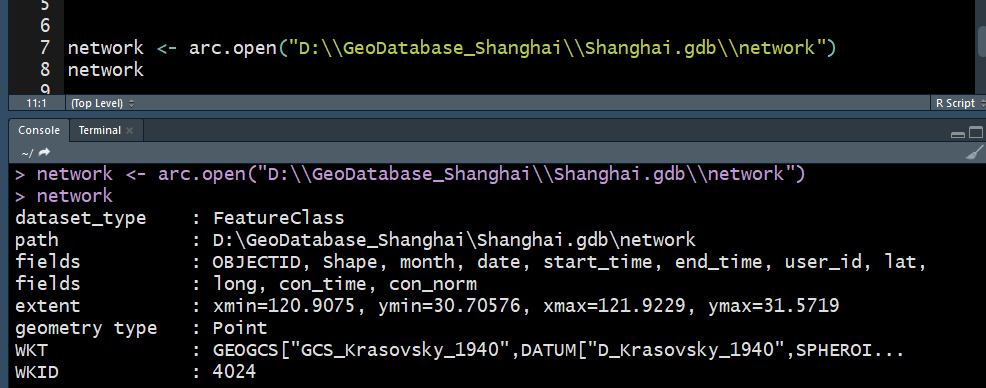 5
6
7 network <- arc.open("D:\\GeoDatabase_Shanghai\\Shanghai.gdb\\network")
8 network
9
11:1 (Top Level) R Script
Console Terminal
~/
> network <- arc.open("D:\\GeoDatabase_Shanghai\\Shanghai.gdb\\network")
> network
dataset_type : FeatureClass
path : D:\GeoDatabase_Shanghai\Shanghai.gdb\network
fields : OBJECTID, Shape, month, date, start_time, end_time, user_id, lat,
fields : long, con_time, con_norm
extent : xmin=120.9075, ymin=30.70576, xmax=121.9229, ymax=31.5719
geometry type : Point
WKT : GEOGCS["GCS_Krasovsky_1940",DATUM["D_Krasovsky_1940",SPHEROI...
WKID : 4024